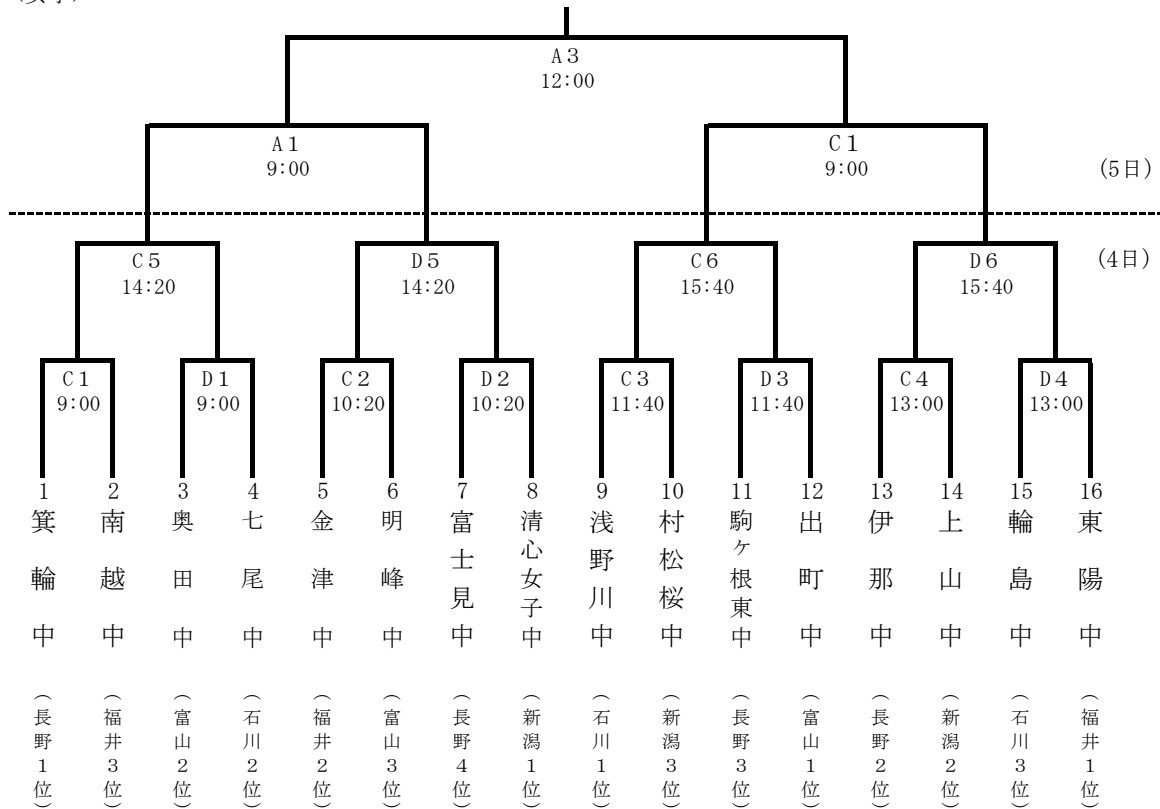 A3
12:00
A1
9:00
C1
9:00
(5日)
C5
14:20
D5
14:20
C6
15:40
D6
15:40
(4日)
C1
9:00
D1
9:00
C2
10:20
D2
10:20
C3
11:40
D3
11:40
C4
13:00
D4
13:00
1
箕輪中
(長野1位)
2
南越中
(福井3位)
3
奥田中
(富山2位)
4
七尾中
(石川2位)
5
金津中
(福井2位)
6
明峰中
(富山3位)
7
富士見中
(長野4位)
8
清心女子中
(新潟1位)
9
浅野川中
(石川1位)
10
村松桜中
(新潟3位)
11
駒ヶ根東中
(長野3位)
12
出町中
(富山1位)
13
伊那中
(長野2位)
14
上山中
(新潟2位)
15
輪島中
(石川3位)
16
東陽中
(福井1位)